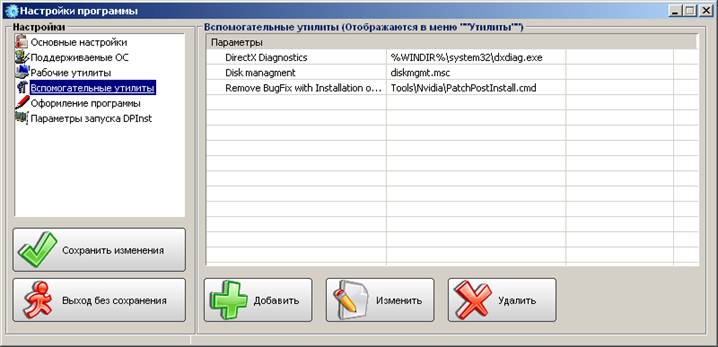 Настройки программы
Настройки
Основные настройки
Поддерживаемые ОС
Рабочие утилиты
Вспомогательные утилиты
Оформление программы
Параметры запуска DPInst
Сохранить изменения
Выход без сохранения
Вспомогательные утилиты (Отображаются в меню '""Утилиты"")
Параметры
DirectX Diagnostics %WINDIR%\system32\dxdiag.exe
Disk managment diskmgmt.msc
Remove BugFix with Installation o... Tools\Nvidia\PatchPostInstall.cmd
Добавить
Изменить
Удалить